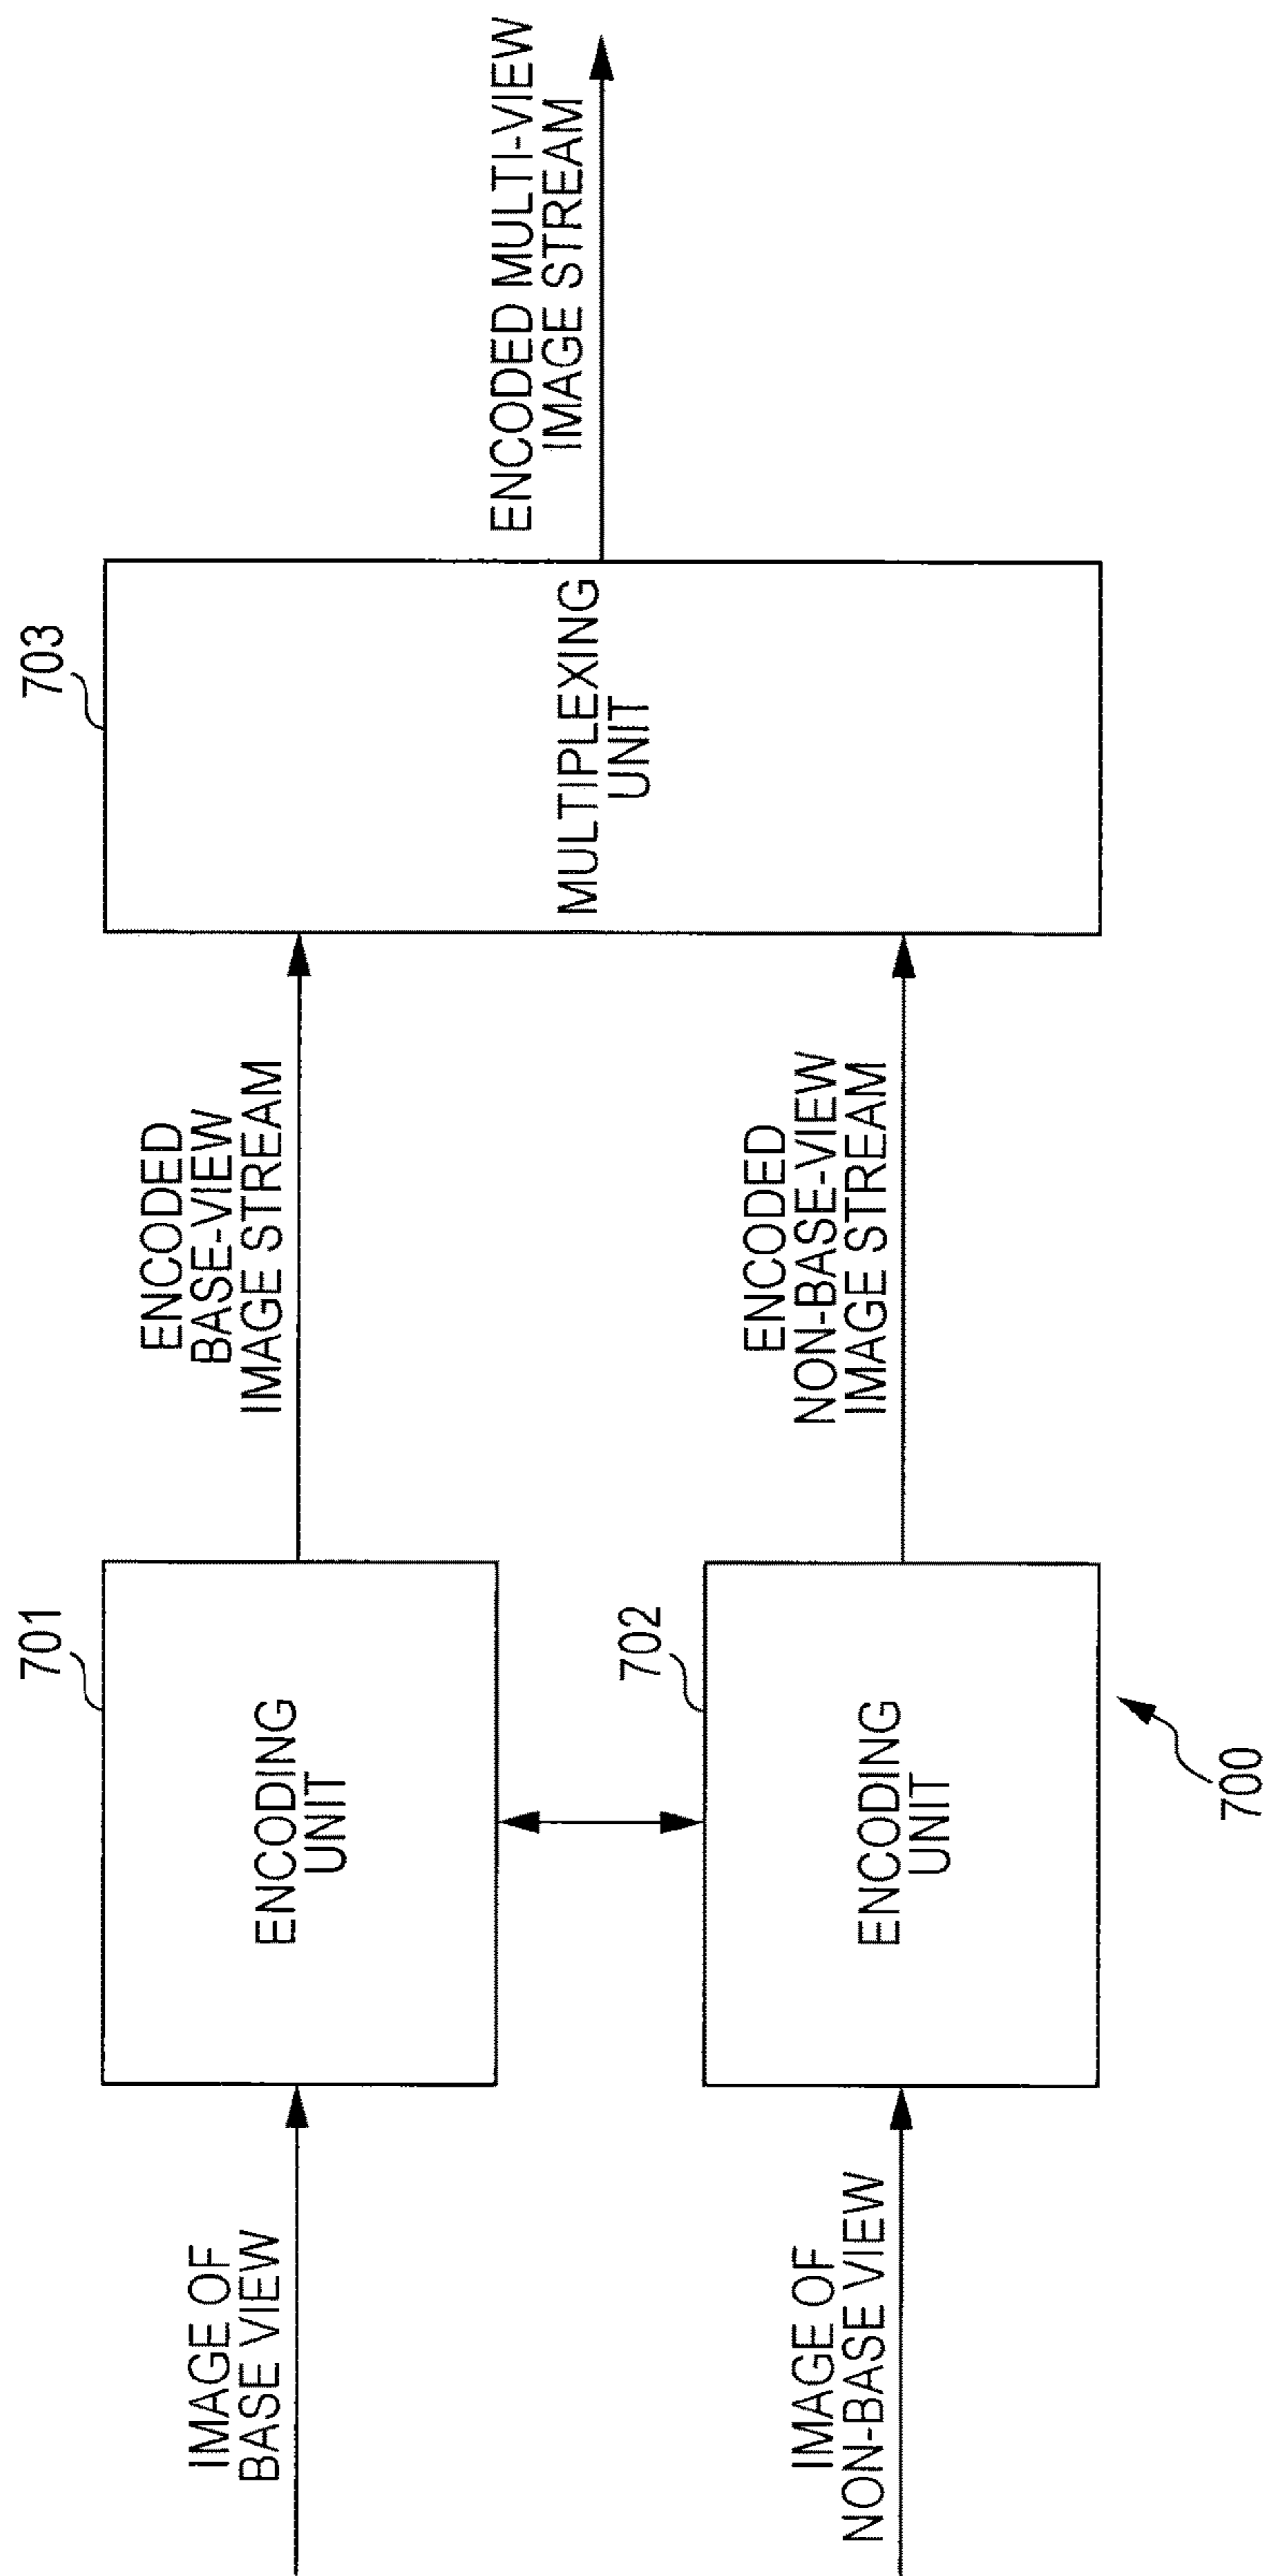 IMAGE OF
BASE VIEW
701
ENCODING
UNIT
ENCODED
BASE-VIEW
IMAGE STREAM
703
MULTIPLEXING
UNIT
ENCODED MULTI-VIEW
IMAGE STREAM
IMAGE OF
NON-BASE VIEW
702
ENCODING
UNIT
ENCODED
NON-BASE-VIEW
IMAGE STREAM
700